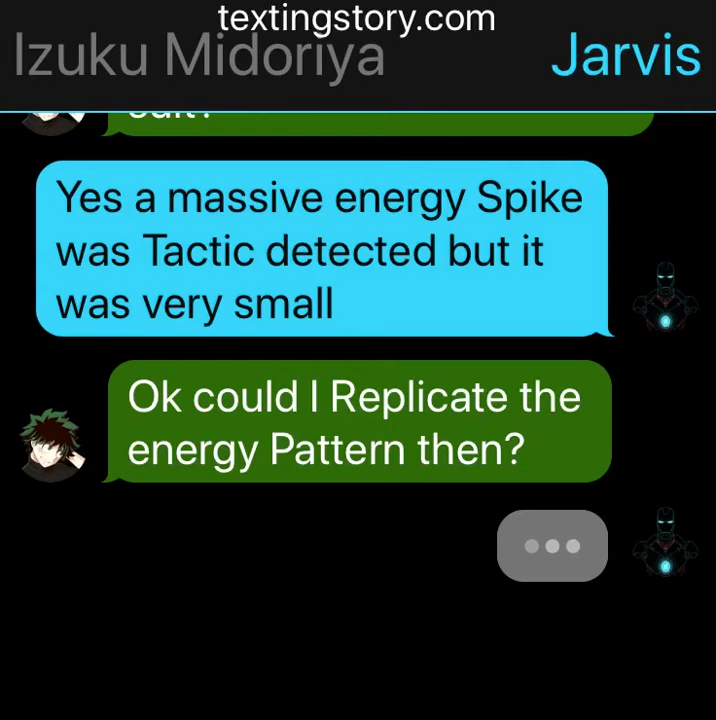 textingstory.com
Izuku Midoriya
Jarvis
Yes a massive energy Spike
was Tactic detected but it
was very small
Ok could I Replicate the
energy Pattern then?